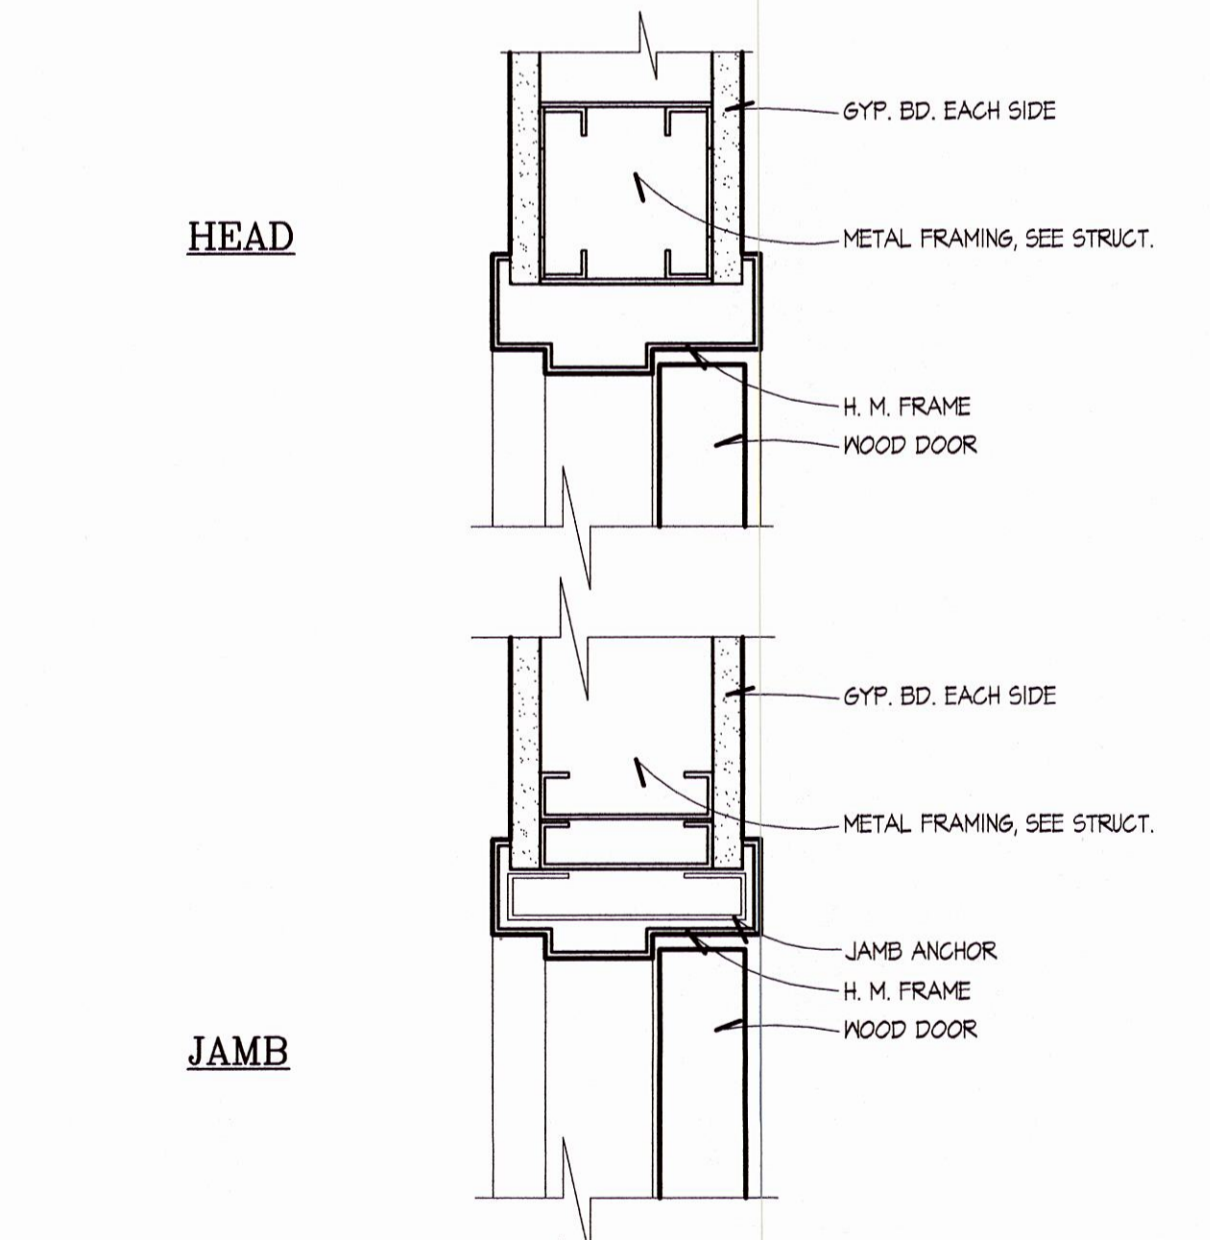 GYP. BD. EACH SIDE
HEAD
METAL FRAMING, SEE STRUCT.
H. M. FRAME
WOOD DOOR
GYP. BD. EACH SIDE
METAL FRAMING, SEE STRUCT.
JAMB ANCHOR
H. M. FRAME
WOOD DOOR
JAMB